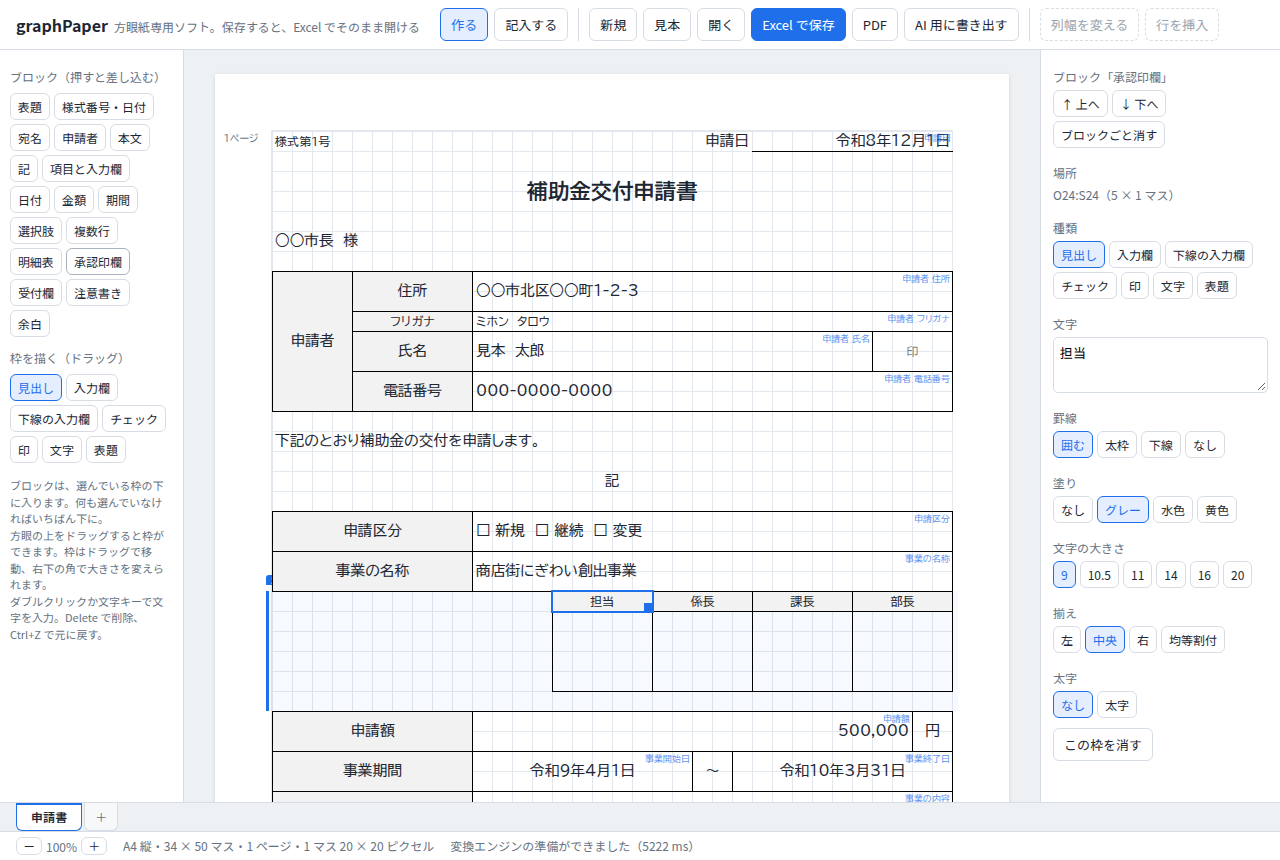 graphPaper 方眼紙専用ソフト。保存すると、Excel でそのまま開ける 作る 記入する 新規 見本 開く Excel で保存 PDF AI 用に書き出す 列幅を変える 行を挿入
ブロック（押すと差し込む）
表題 様式番号・日付
宛名 申請者 本文
記 項目と入力欄
日付 金額 期間
選択肢 複数行
明細表 承認印欄
受付欄 注意書き
余白
枠を描く（ドラッグ）
見出し 入力欄
下線の入力欄 チェック
印 文字 表題
ブロックは、選んでいる枠の下
に入ります。何も選んでいなけ
ればいちばん下に。
方眼の上をドラッグすると枠が
できます。枠はドラッグで移
動、右下の角で大きさを変えら
れます。
ダブルクリックか文字キーで文
字を入力。Delete で削除、
Ctrl+Z で元に戻す。
1ページ
様式第1号 申請日 令和8年12月1日
補助金交付申請書
〇〇市長 様
申請者
住所 〇〇市北区〇〇町1-2-3 申請者 住所
フリガナ ミホン タロウ 申請者 フリガナ
氏名 見本 太郎 申請者 氏名 印
電話番号 000-0000-0000 申請者 電話番号
下記のとおり補助金の交付を申請します。
記
申請区分 ☐ 新規 ☐ 継続 ☐ 変更 申請区分
事業の名称 商店街にぎわい創出事業 事業の名称
担当 係長 課長 部長
申請額 500,000 申請額 円
事業期間 令和9年4月1日 事業開始日 ～ 令和10年3月31日 事業終了日
事業の内容
ブロック「承認印欄」
↑ 上へ ↓ 下へ
ブロックごと消す
場所
O24:S24（5 × 1 マス）
種類
見出し 入力欄 下線の入力欄
チェック 印 文字 表題
文字
担当
罫線
囲む 太枠 下線 なし
塗り
なし グレー 水色 黄色
文字の大きさ
9 10.5 11 14 16 20
揃え
左 中央 右 均等割付
太字
なし 太字
この枠を消す
申請書 ＋
− 100% ＋ A4 縦・34 × 50 マス・1 ページ・1 マス 20 × 20 ピクセル 変換エンジンの準備ができました（5222 ms）